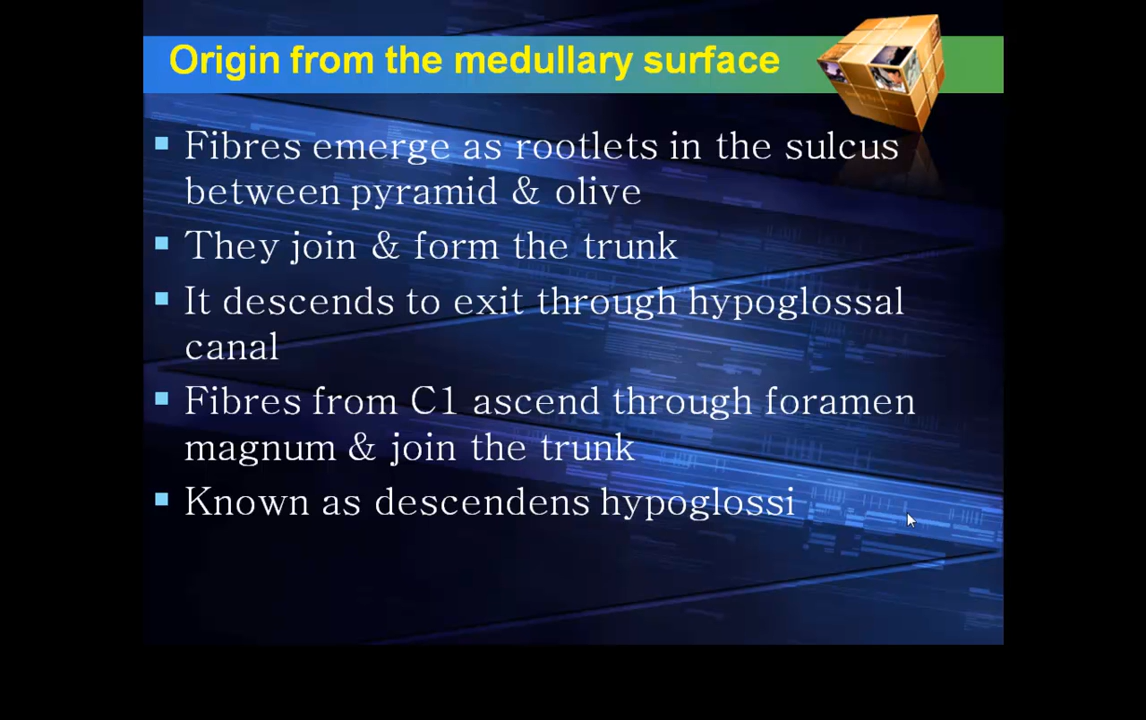 Origin from the medullary surface
Fibres emerge as rootlets in the sulcus
between pyramid & olive
They join & form the trunk
It descends to exit through hypoglossal
canal
Fibres from C1 ascend through foramen
magnum & join the trunk
Known as descendens hypoglossi